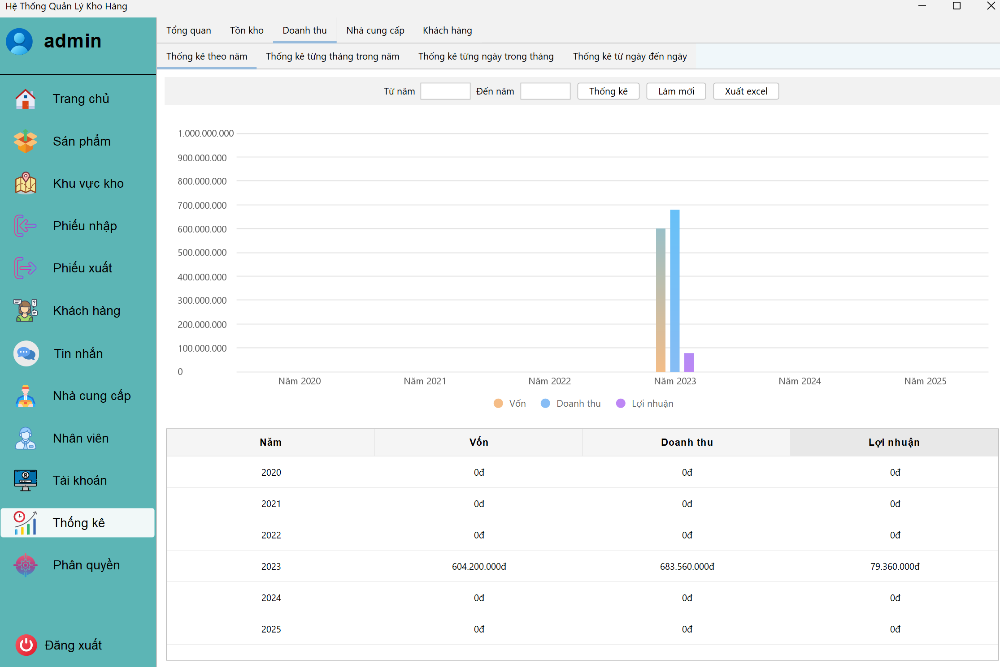 Hệ Thống Quản Lý Kho Hàng
admin
Trang chủ
Sản phẩm
Khu vực kho
Phiếu nhập
Phiếu xuất
Khách hàng
Tin nhắn
Nhà cung cấp
Nhân viên
Tài khoản
Thống kê
Phân quyền
Đăng xuất
Tổng quan Tồn kho Doanh thu Nhà cung cấp Khách hàng
Thống kê theo năm Thống kê từng tháng trong năm Thống kê từng ngày trong tháng Thống kê từ ngày đến ngày
Từ năm Đến năm Thống kê Làm mới Xuất excel
1.000.000.000
900.000.000
800.000.000
700.000.000
600.000.000
500.000.000
400.000.000
300.000.000
200.000.000
100.000.000
0
Năm 2020 Năm 2021 Năm 2022 Năm 2023 Năm 2024 Năm 2025
Vốn Doanh thu Lợi nhuận
Năm Vốn Doanh thu Lợi nhuận
2020 0đ 0đ 0đ
2021 0đ 0đ 0đ
2022 0đ 0đ 0đ
2023 604.200.000đ 683.560.000đ 79.360.000đ
2024 0đ 0đ 0đ
2025 0đ 0đ 0đ